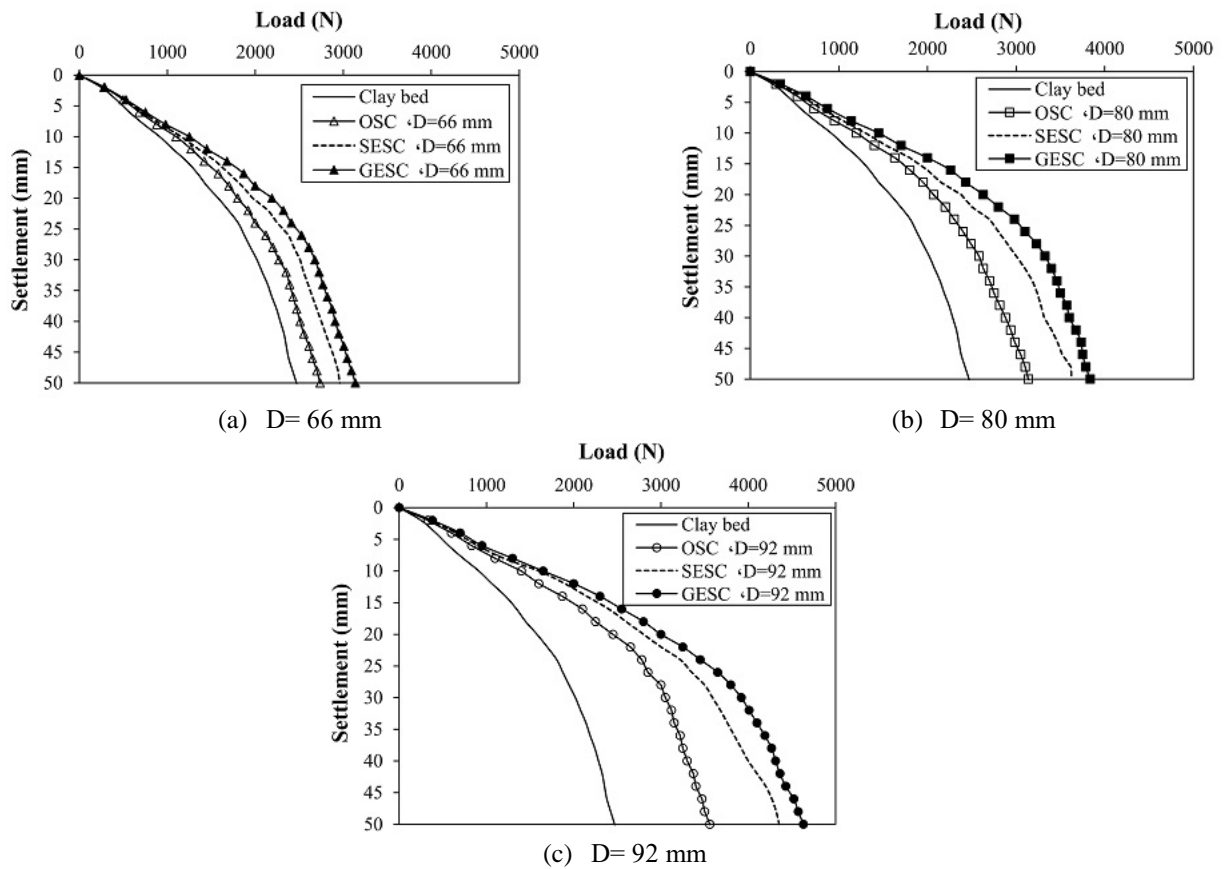 Load (N)
0 1000 2000 3000 4000 5000
Settlement (mm)
0
5
10
15
20
25
30
35
40
45
50
Clay bed
OSC ،D=66 mm
SESC ،D=66 mm
GESC ،D=66 mm
(a) D= 66 mm
Load (N)
0 1000 2000 3000 4000 5000
Settlement (mm)
0
5
10
15
20
25
30
35
40
45
50
Clay bed
OSC ،D=80 mm
SESC ،D=80 mm
GESC ،D=80 mm
(b) D= 80 mm
Load (N)
0 1000 2000 3000 4000 5000
Settlement (mm)
0
5
10
15
20
25
30
35
40
45
50
Clay bed
OSC ،D=92 mm
SESC ،D=92 mm
GESC ،D=92 mm
(c) D= 92 mm